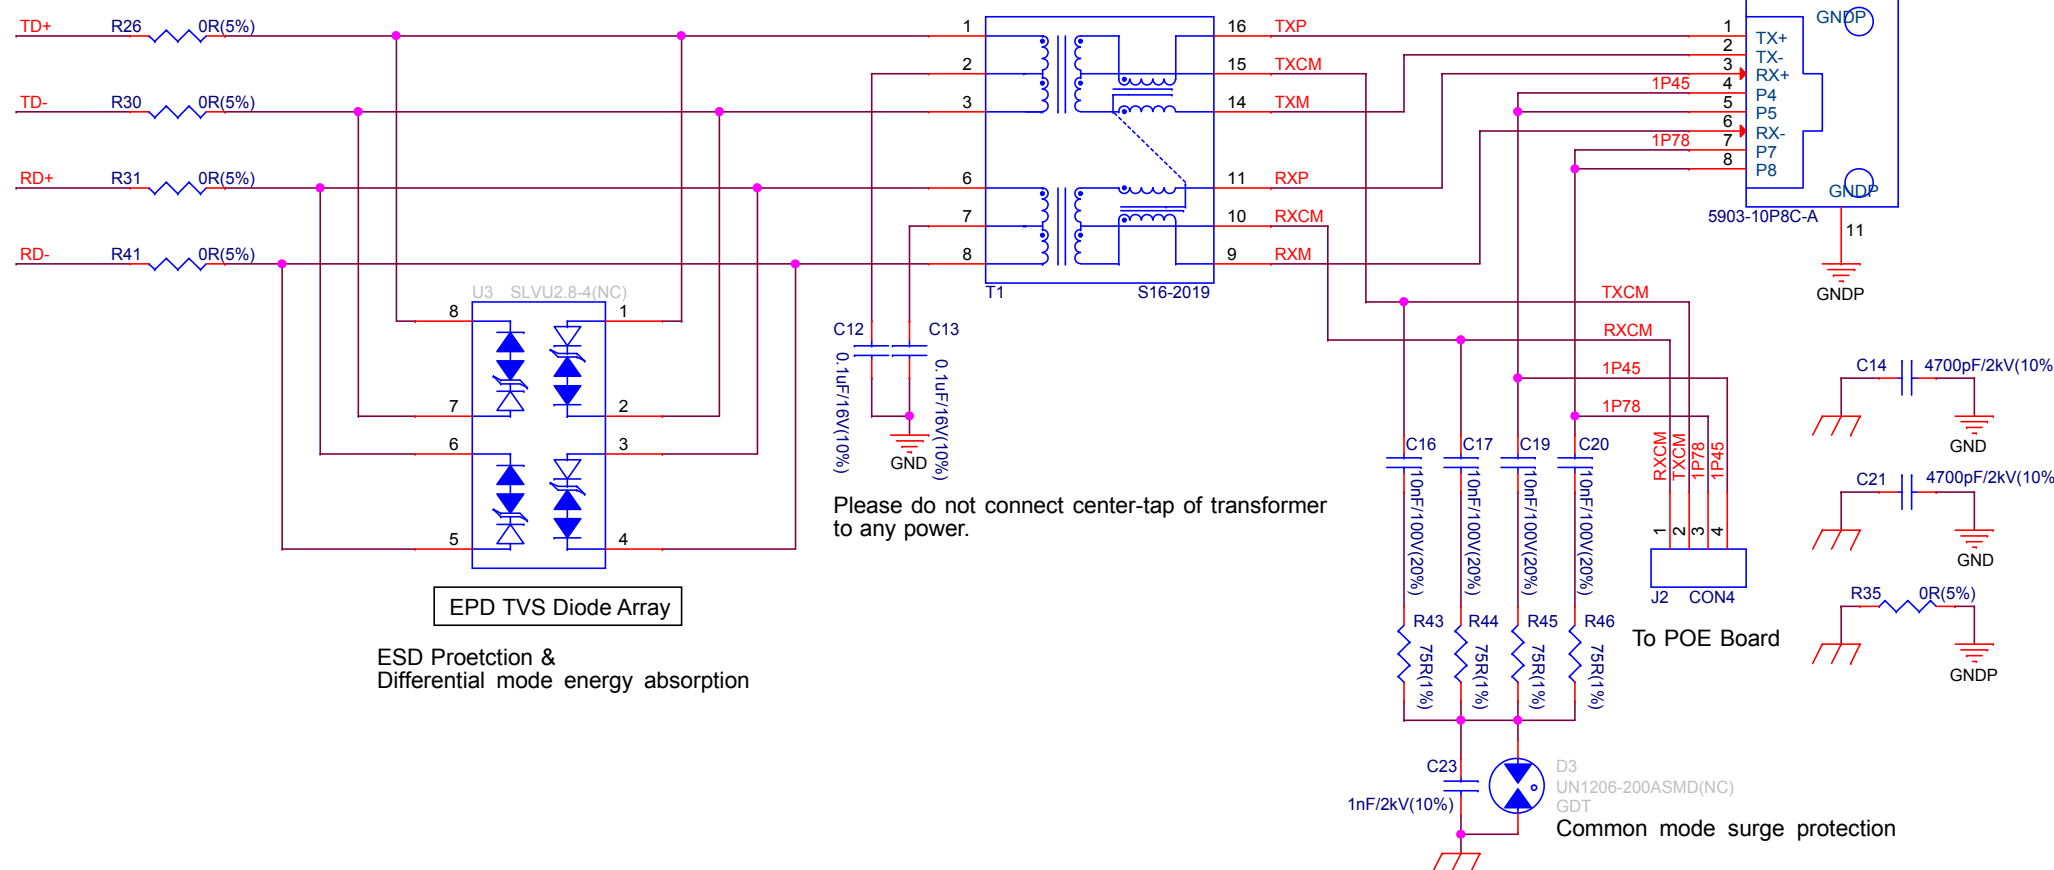 TD+ R26 0R(5%)
TD- R30 0R(5%)
RD+ R31 0R(5%)
RD- R41 0R(5%)
U3 SLVU2.8-4(NC)
8 1
7 2
6 3
5 4
EPD TVS Diode Array
ESD Proetction &
Differential mode energy absorption
1 16 TXP
2 15 TXCM
3 14 TXM
6 11 RXP
7 10 RXCM
8 9 RXM
T1 S16-2019
C12 C13
0.1uF/16V(10%) 0.1uF/16V(10%)
GND
Please do not connect center-tap of transformer
to any power.
GNDP
1 TX+
2 TX-
3 RX+
1P45 4 P4
5 P5
6 RX-
1P78 7 P7
8 P8
GNDP
5903-10P8C-A
11
GNDP
TXCM
RXCM
1P45
1P78
RXCM TXCM 1P78 1P45
1 2 3 4
J2 CON4
To POE Board
C16 C17 C19 C20
10nF/100V(20%) 10nF/100V(20%) 10nF/100V(20%) 10nF/100V(20%)
R43 R44 R45 R46
75R(1%) 75R(1%) 75R(1%) 75R(1%)
C23
1nF/2kV(10%)
D3
UN1206-200ASMD(NC)
GDT
Common mode surge protection
C14 4700pF/2kV(10%
GND
C21 4700pF/2kV(10%
GND
R35 0R(5%)
GNDP